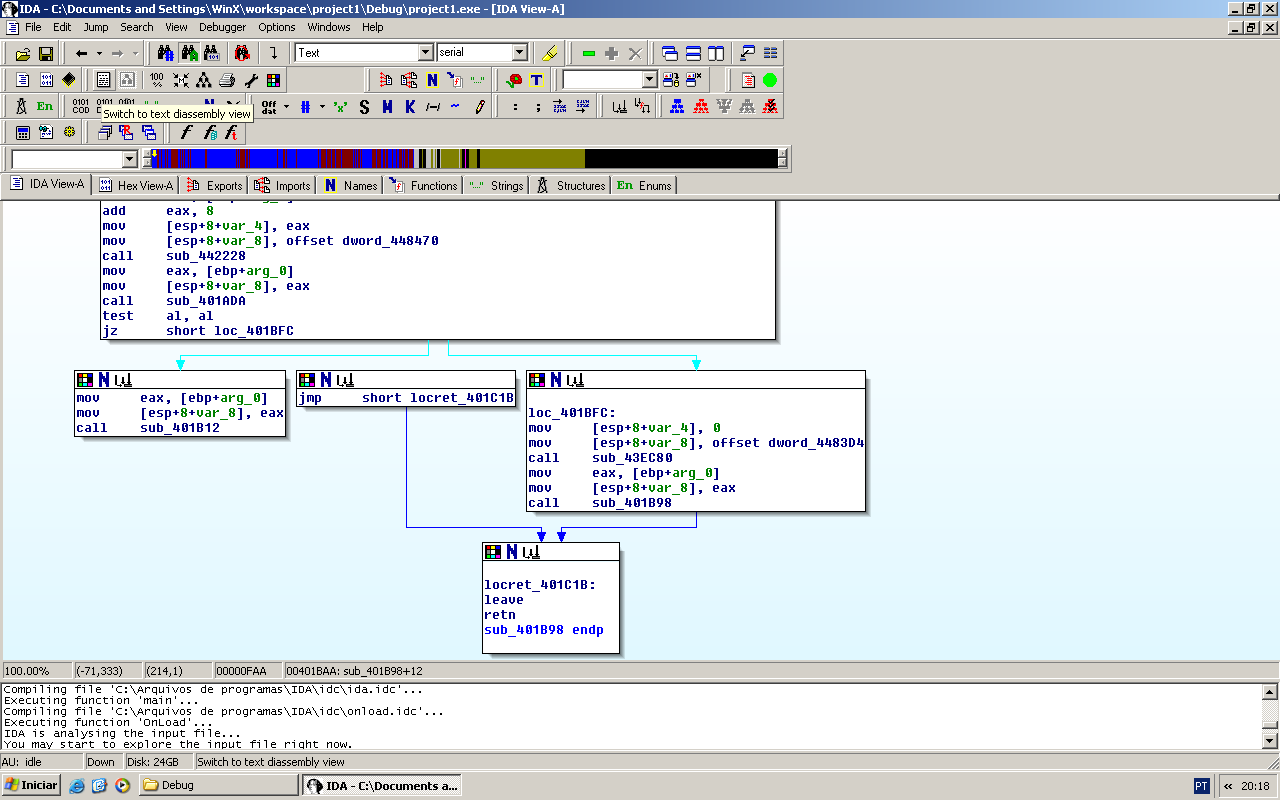 IDA - C:\Documents and Settings\WinX\workspace\project1\Debug\project1.exe - [IDA View-A]
File Edit Jump Search View Debugger Options Windows Help
Text serial
100 %
En 0101 COD Off dat 'x' S M K
Switch to text diassembly view
IDA View-A Hex View-A Exports Imports Names Functions Strings Structures En Enums
add eax, 8
mov [esp+8+var_4], eax
mov [esp+8+var_8], offset dword_448470
call sub_442228
mov eax, [ebp+arg_0]
mov [esp+8+var_8], eax
call sub_401ADA
test al, al
jz short loc_401BFC
mov eax, [ebp+arg_0]
mov [esp+8+var_8], eax
call sub_401B12
jmp short locret_401C1B
loc_401BFC:
mov [esp+8+var_4], 0
mov [esp+8+var_8], offset dword_4483D4
call sub_43EC80
mov eax, [ebp+arg_0]
mov [esp+8+var_8], eax
call sub_401B98
locret_401C1B:
leave
retn
sub_401B98 endp
100.00% (-71,333) (214,1) 00000FAA 00401BAA: sub_401B98+12
Compiling file 'C:\Arquivos de programas\IDA\idc\ida.idc'...
Executing function 'main'...
Compiling file 'C:\Arquivos de programas\IDA\idc\onload.idc'...
Executing function 'OnLoad'...
IDA is analysing the input file...
You may start to explore the input file right now.
AU: idle Down Disk: 24GB Switch to text diassembly view
Iniciar Debug IDA - C:\Documents a... PT « 20:18